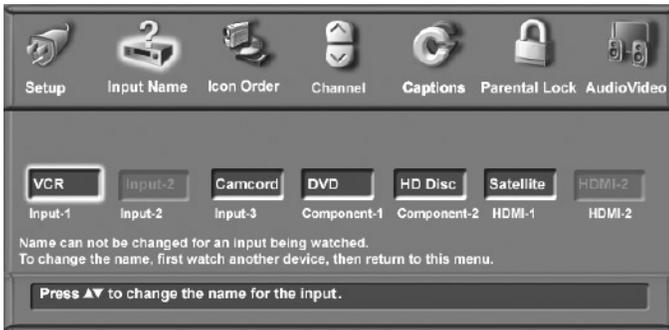 Setup Input Name Icon Order Channel Captions Parental Lock AudioVideo
VCR Input-2 Camcord DVD HD Disc Satellite HDMI-2
Input-1 Input-2 Input-3 Component-1 Component-2 HDMI-1 HDMI-2
Name can not be changed for an input being watched.
To change the name, first watch another device, then return to this menu.
Press ▲▼ to change the name for the input.